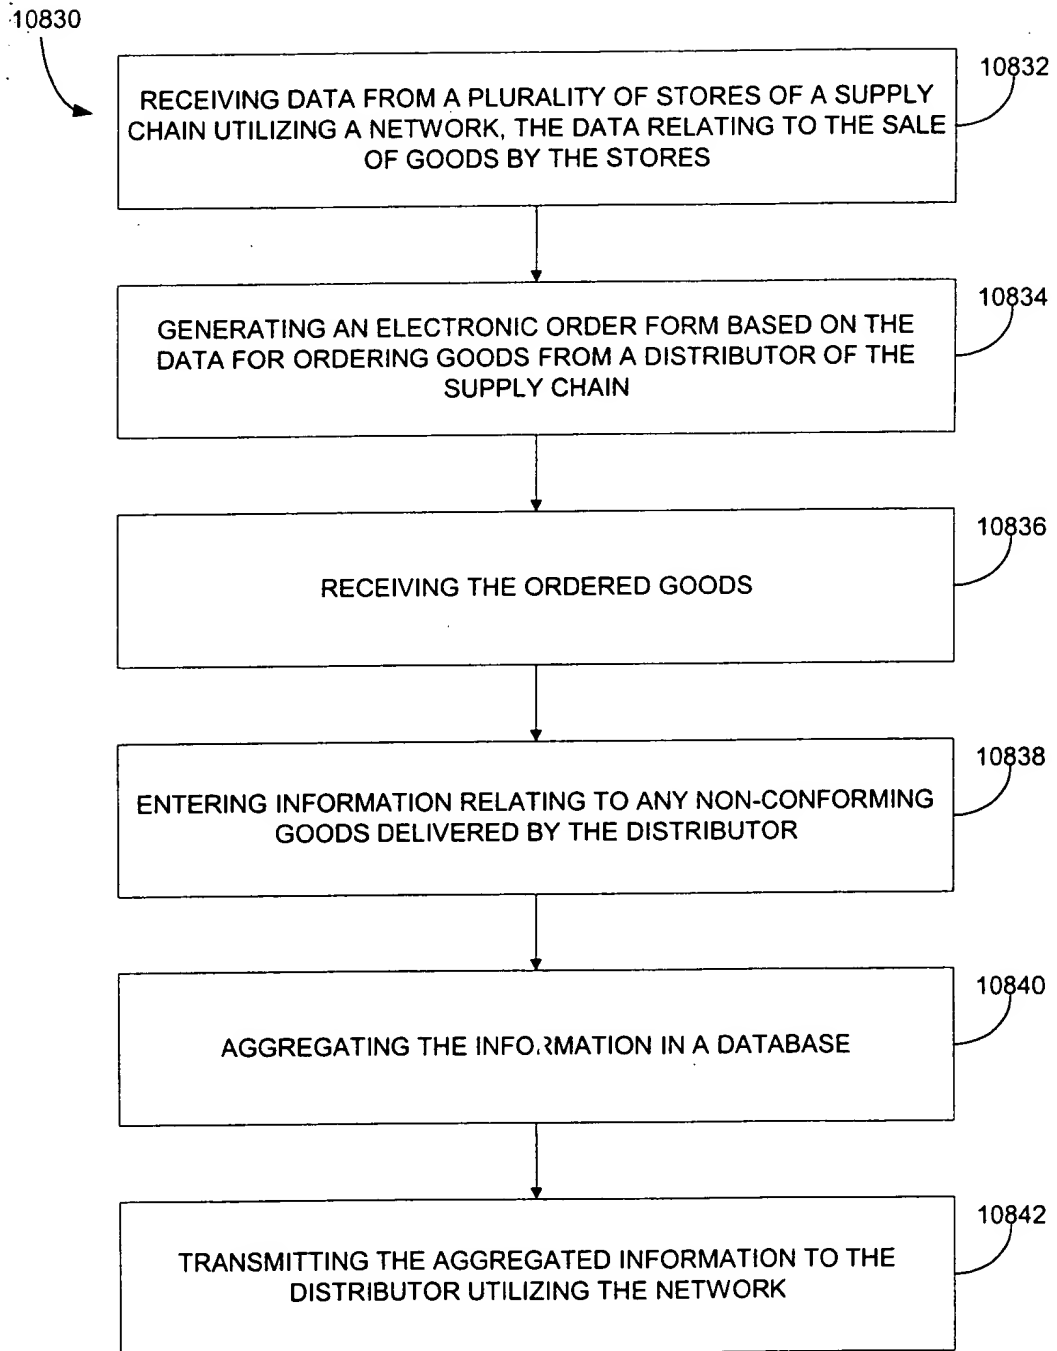 10830
10832
RECEIVING DATA FROM A PLURALITY OF STORES OF A SUPPLY
CHAIN UTILIZING A NETWORK, THE DATA RELATING TO THE SALE
OF GOODS BY THE STORES
10834
GENERATING AN ELECTRONIC ORDER FORM BASED ON THE
DATA FOR ORDERING GOODS FROM A DISTRIBUTOR OF THE
SUPPLY CHAIN
10836
RECEIVING THE ORDERED GOODS
10838
ENTERING INFORMATION RELATING TO ANY NON-CONFORMING
GOODS DELIVERED BY THE DISTRIBUTOR
10840
AGGREGATING THE INFORMATION IN A DATABASE
10842
TRANSMITTING THE AGGREGATED INFORMATION TO THE
DISTRIBUTOR UTILIZING THE NETWORK